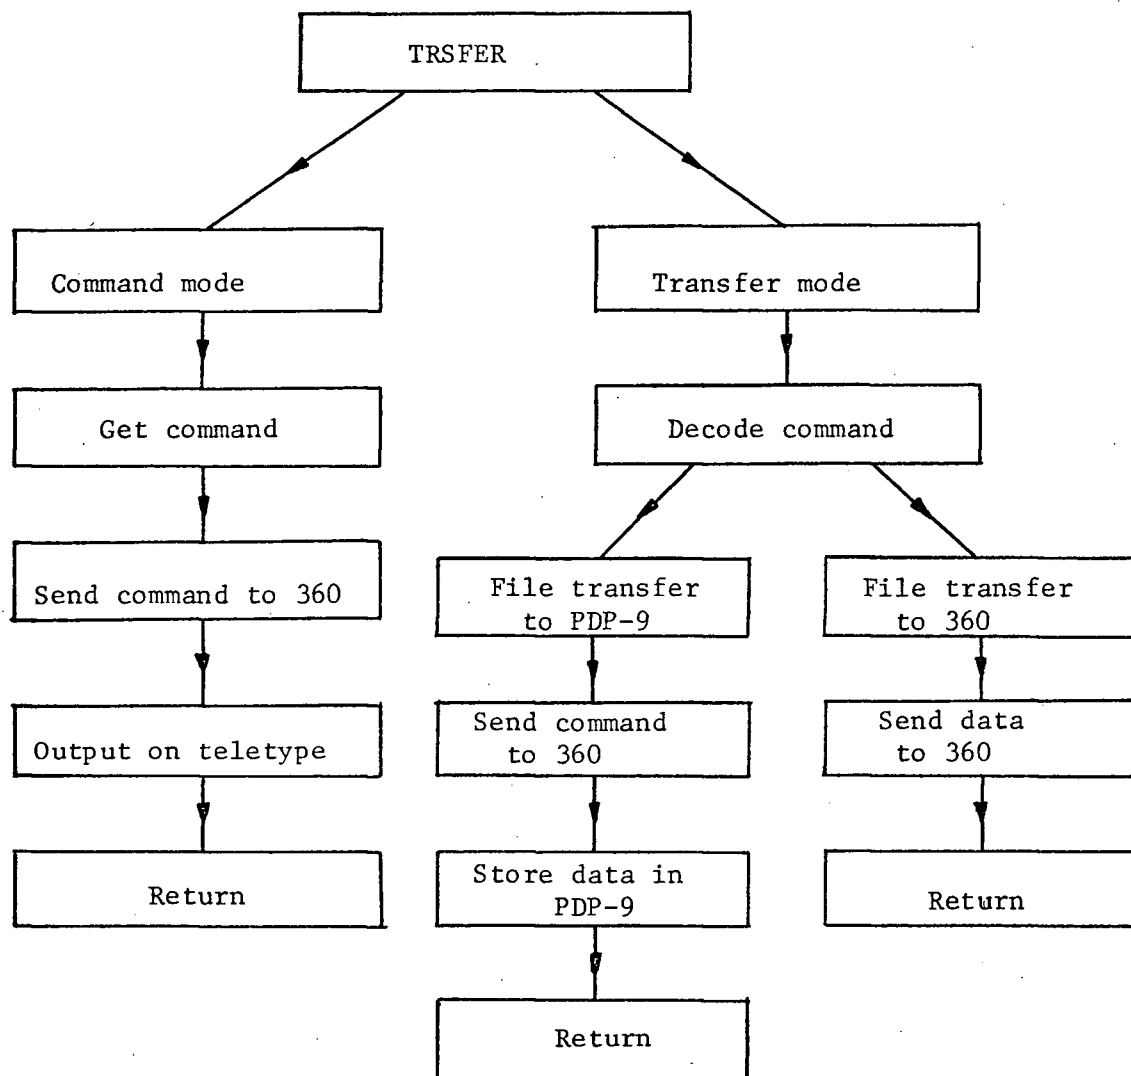 TRSFER
Command mode
Transfer mode
Get command
Decode command
Send command to 360
File transfer
to PDP-9
File transfer
to 360
Output on teletype
Send command
to 360
Send data
to 360
Return
Store data in
PDP-9
Return
Return